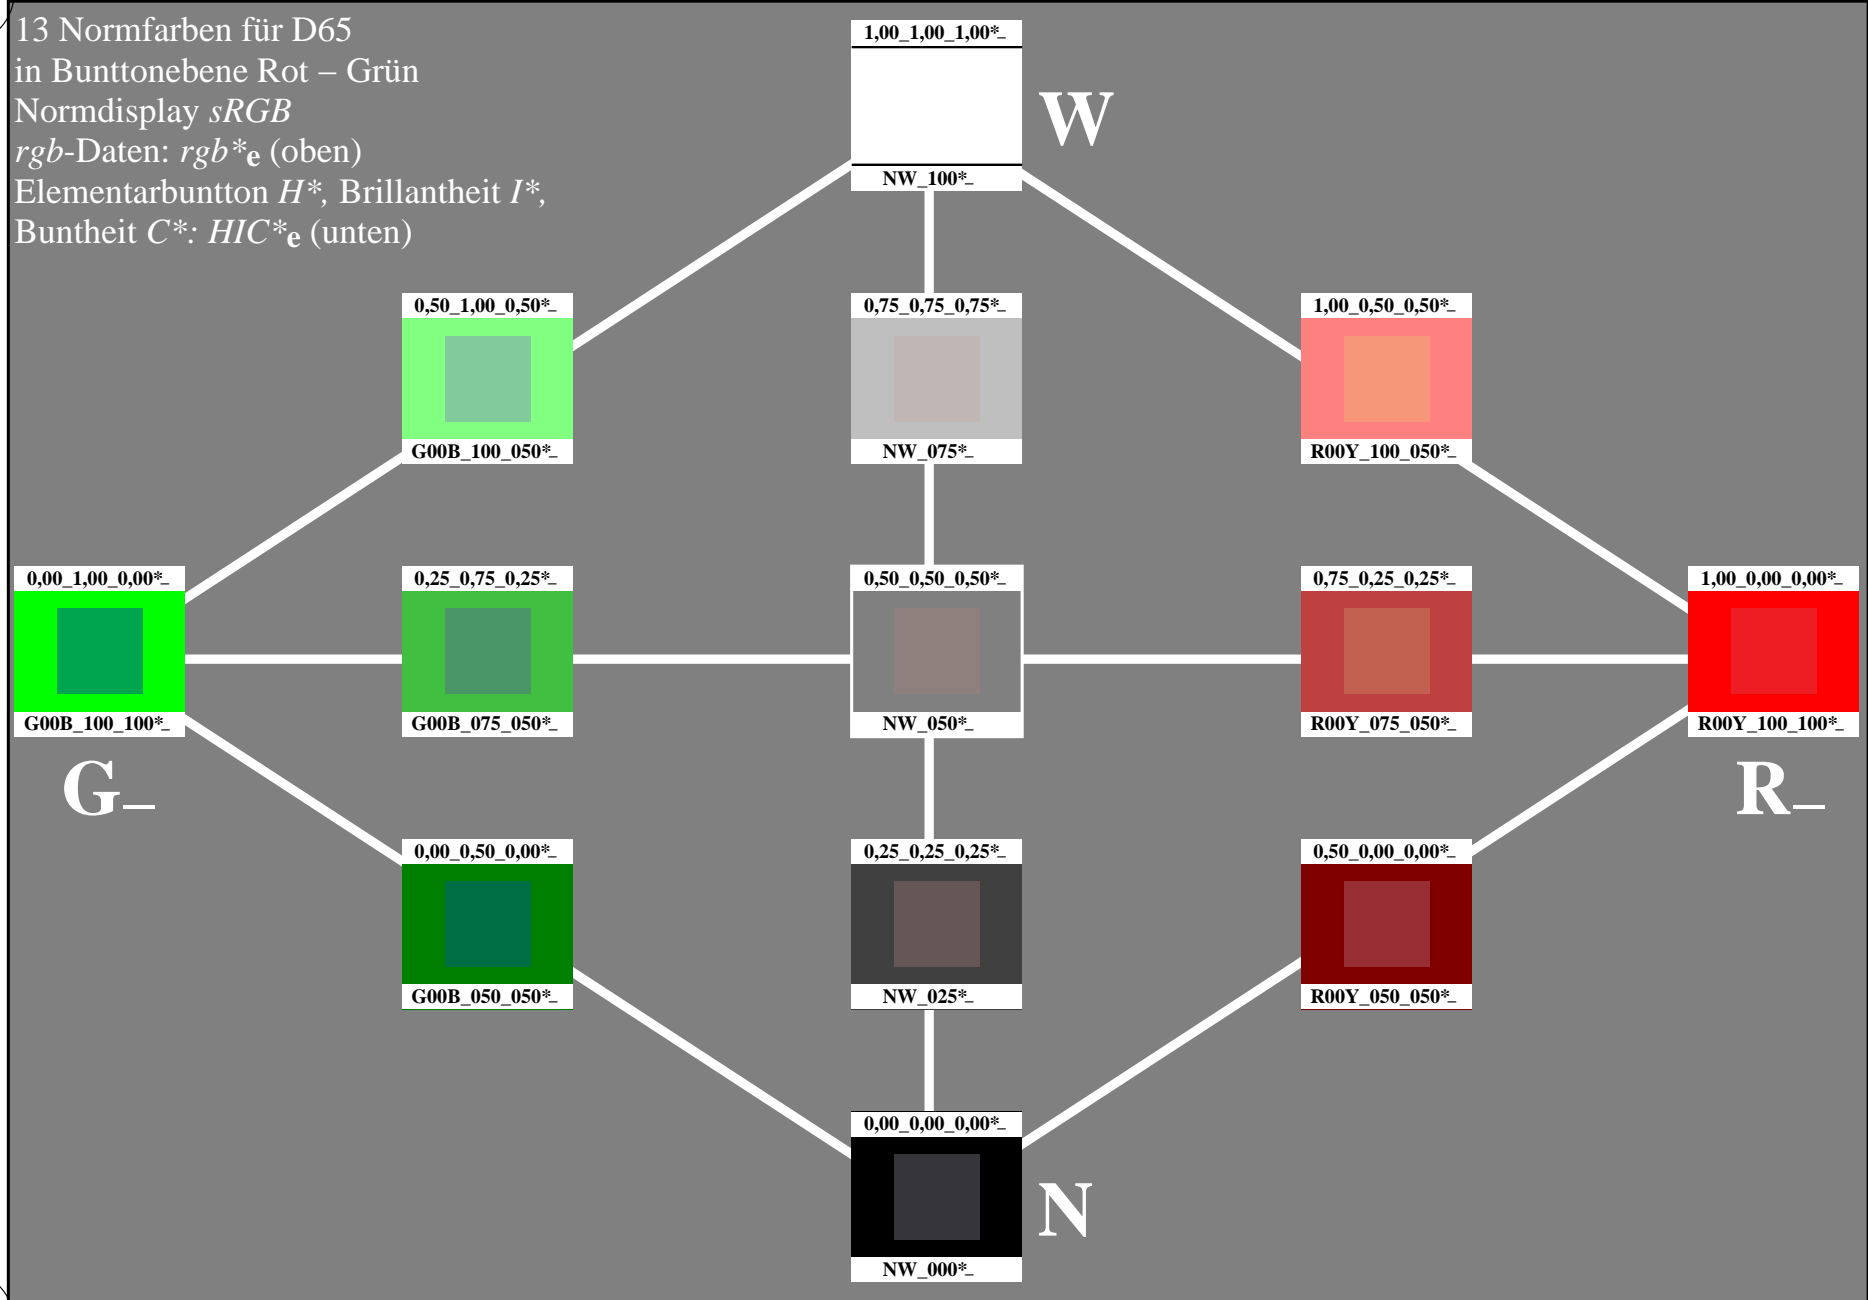 13 Normfarben für D65
in Bunttonebene Rot – Grün
Normdisplay sRGB
rgb-Daten: rgb*e (oben)
Elementarbuntton H*, Brillantheit I*,
Buntheit C*: HIC*e (unten)
1,00_1,00_1,00*_
W
NW_100*_
0,50_1,00_0,50*_
G00B_100_050*_
0,75_0,75_0,75*_
NW_075*_
1,00_0,50_0,50*_
R00Y_100_050*_
0,00_1,00_0,00*_
G00B_100_100*_
G_
0,25_0,75_0,25*_
G00B_075_050*_
0,50_0,50_0,50*_
NW_050*_
0,75_0,25_0,25*_
R00Y_075_050*_
1,00_0,00_0,00*_
R00Y_100_100*_
R_
0,00_0,50_0,00*_
G00B_050_050*_
0,25_0,25_0,25*_
NW_025*_
0,50_0,00_0,00*_
R00Y_050_050*_
0,00_0,00_0,00*_
N
NW_000*_